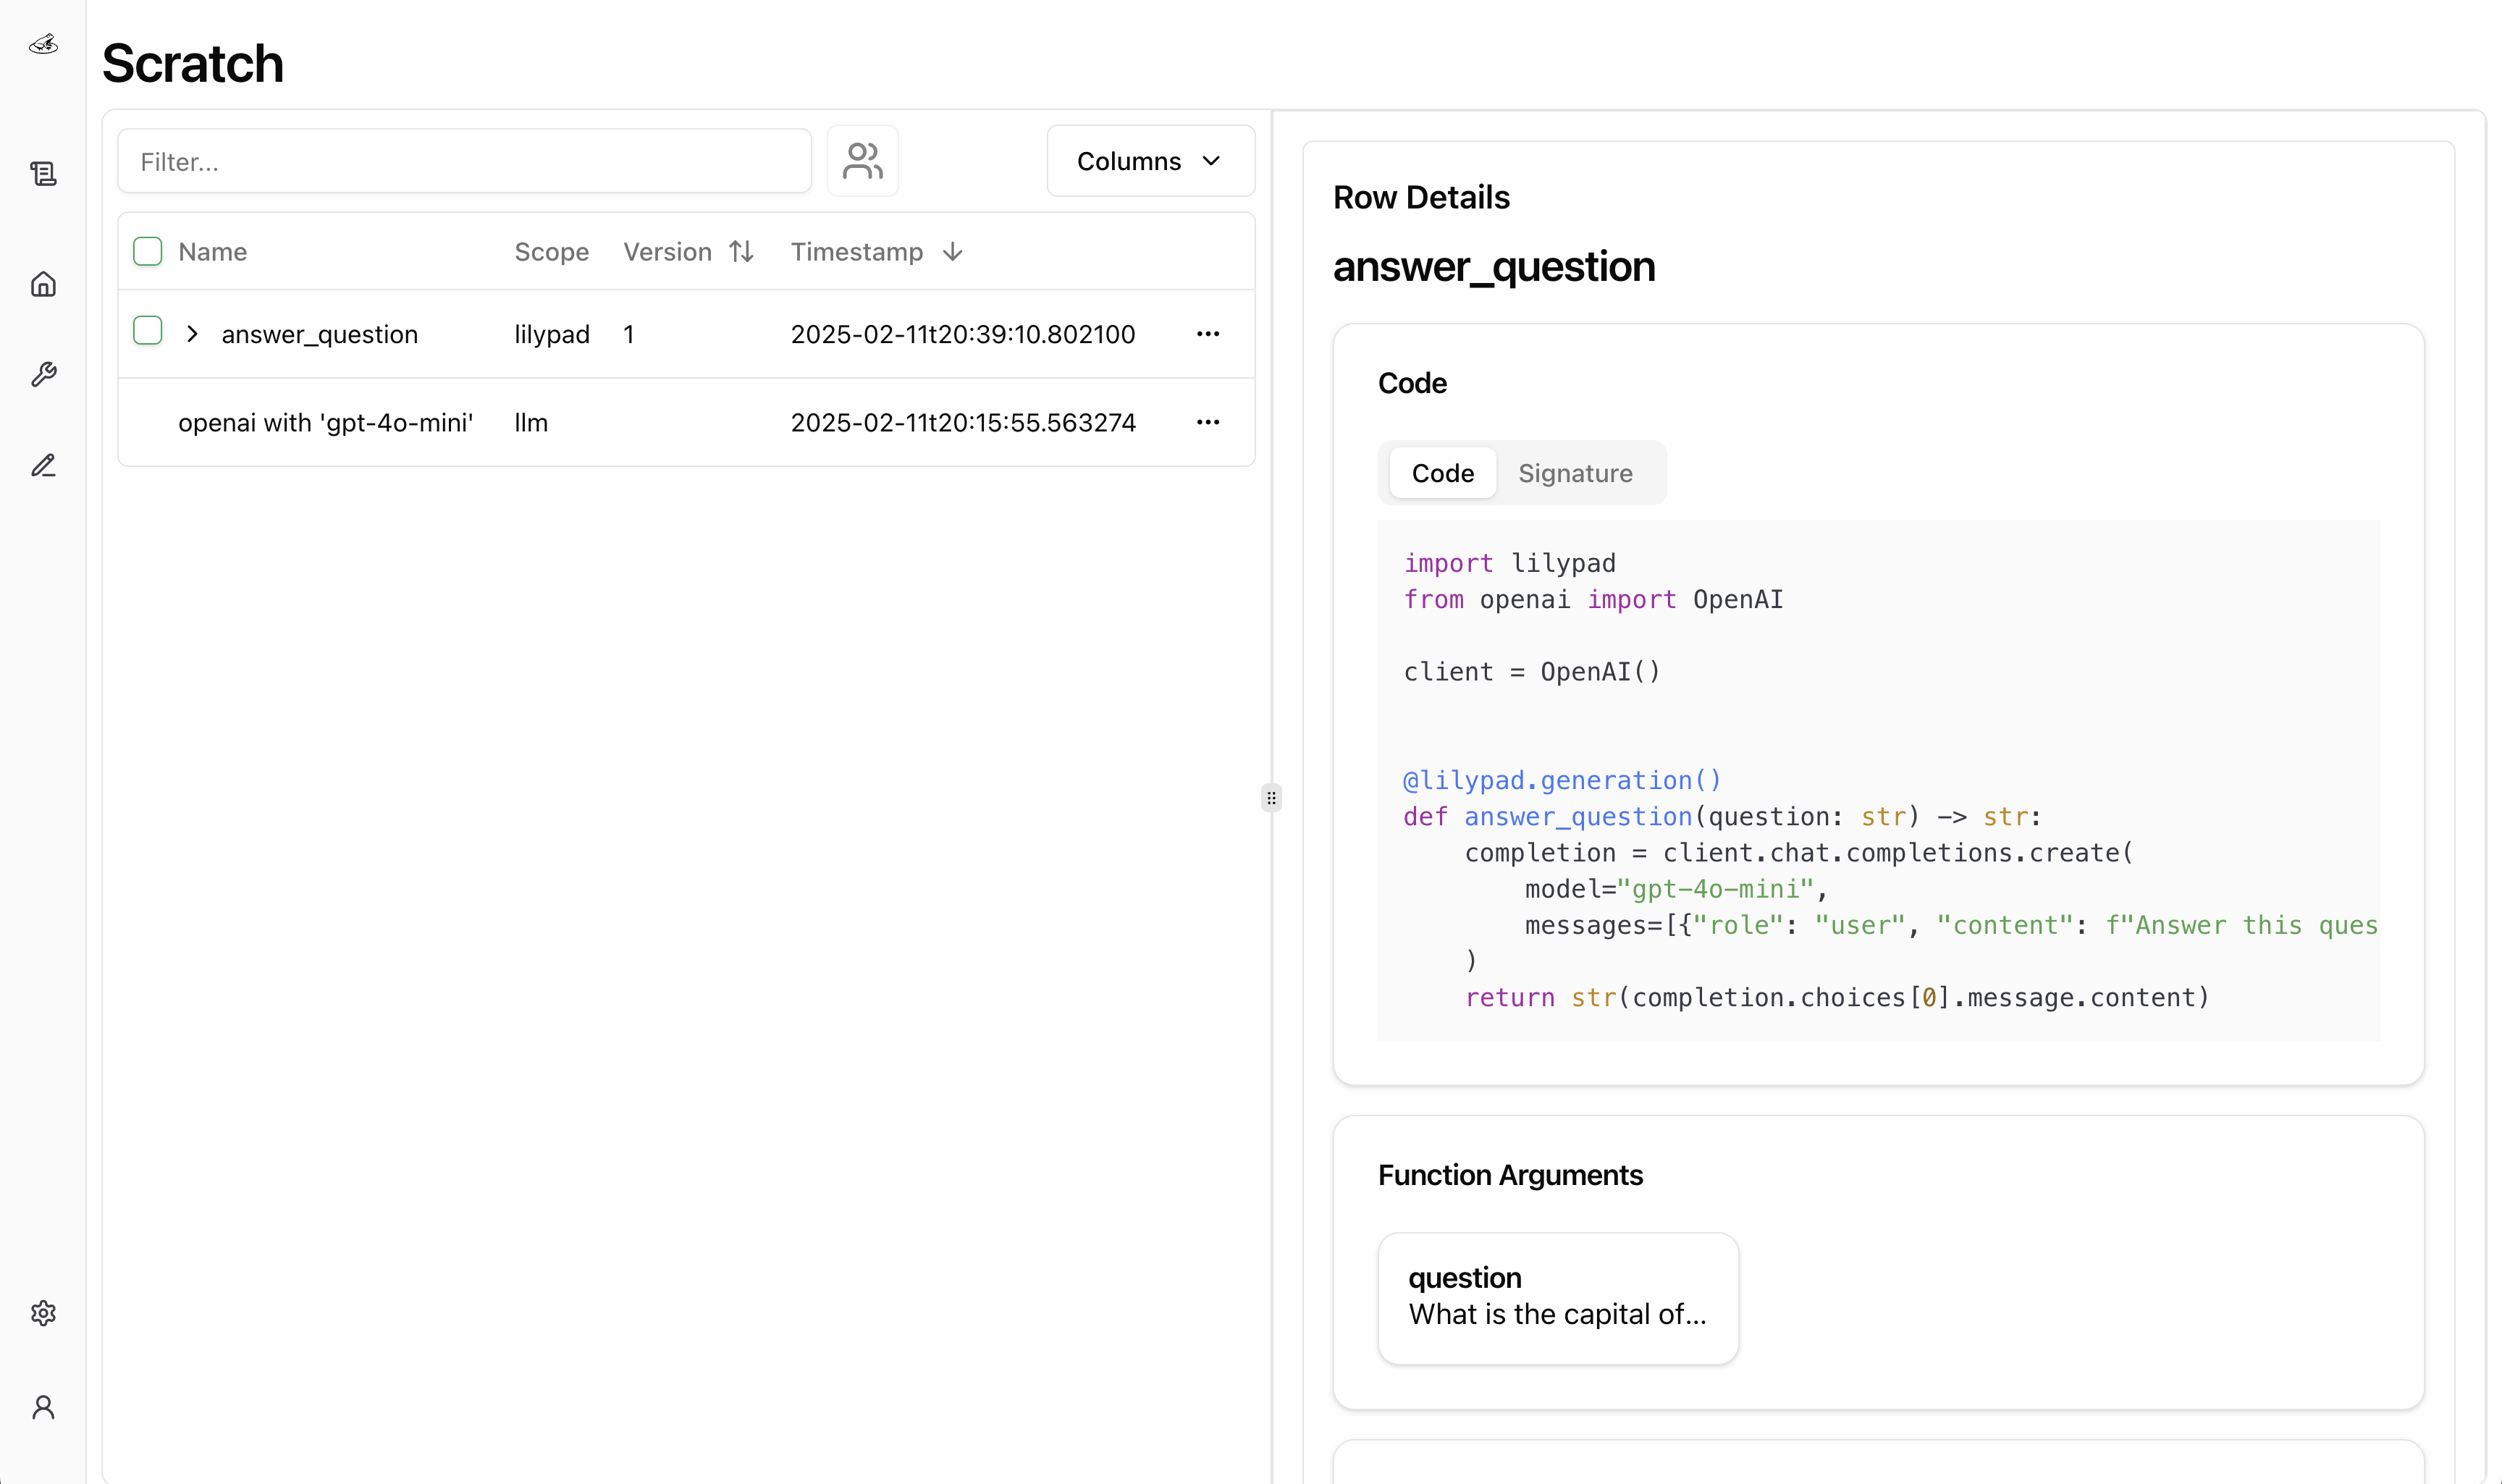 Scratch
Filter...
Columns
Name Scope Version Timestamp
answer_question lilypad 1 2025-02-11t20:39:10.802100 ...
openai with 'gpt-4o-mini' llm 2025-02-11t20:15:55.563274 ...
Row Details
answer_question
Code
Code Signature
import lilypad
from openai import OpenAI
client = OpenAI()
@lilypad.generation()
def answer_question(question: str) -> str:
    completion = client.chat.completions.create(
        model="gpt-4o-mini",
        messages=[{"role": "user", "content": f"Answer this ques
    )
    return str(completion.choices[0].message.content)
Function Arguments
question
What is the capital of...